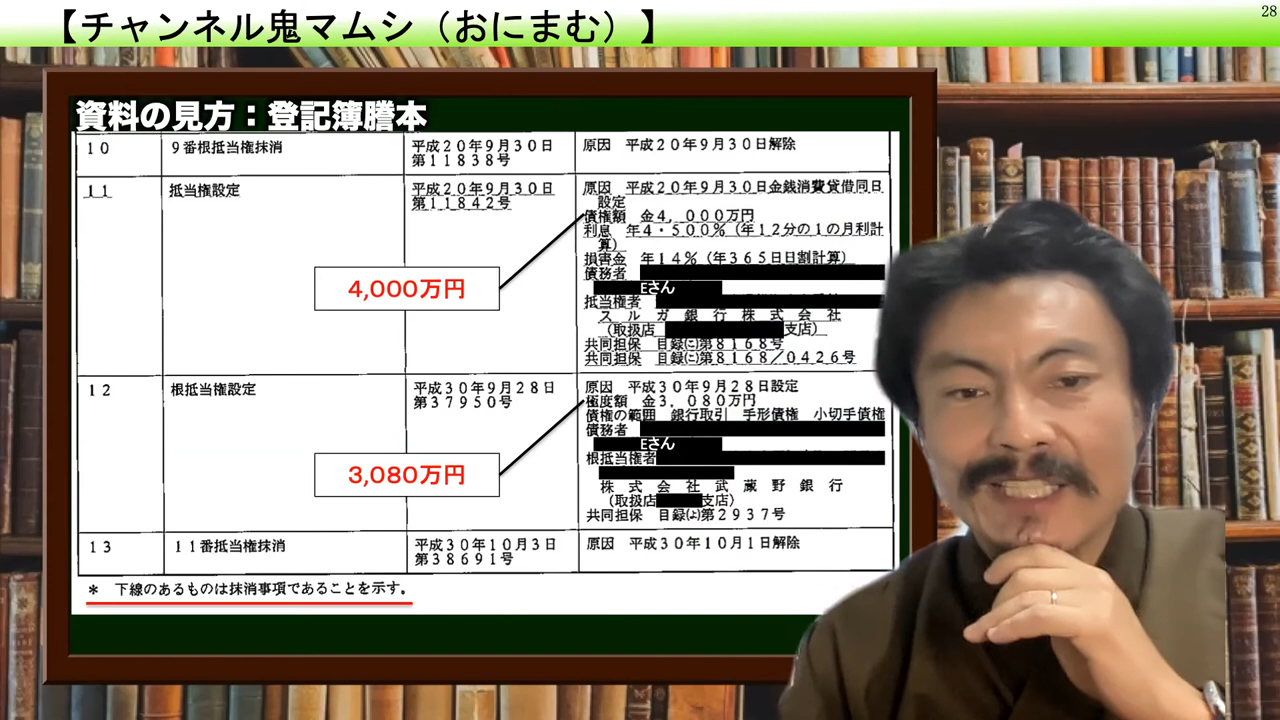 【チャンネル鬼マムシ（おにまむ）】
28
資料の見方：登記簿謄本
１０
９番根抵当権抹消
平成２０年９月３０日
第１１８３８号
原因　平成２０年９月３０日解除
１１
抵当権設定
平成２０年９月３０日
第１１８４２号
原因　平成２０年９月３０日金銭消費貸借同日
設定
債権額　金４，０００万円
利息　年４・５００％（年１２分の１の月利計
算）
損害金　年１４％（年３６５日日割計算）
債務者
Eさん
抵当権者
スルガ銀行株式会社
（取扱店　支店）
共同担保　目録㈡第８１６８号
共同担保　目録㈡第８１６８／０４２６号
4,000万円
１２
根抵当権設定
平成３０年９月２８日
第３７９５０号
原因　平成３０年９月２８日設定
極度額　金３，０８０万円
債権の範囲　銀行取引　手形債権　小切手債権
債務者
Eさん
根抵当権者
株式会社武蔵野銀行
（取扱店　支店）
共同担保　目録(よ)第２９３７号
3,080万円
１３
１１番抵当権抹消
平成３０年１０月３日
第３８６９１号
原因　平成３０年１０月１日解除
＊　下線のあるものは抹消事項であることを示す。